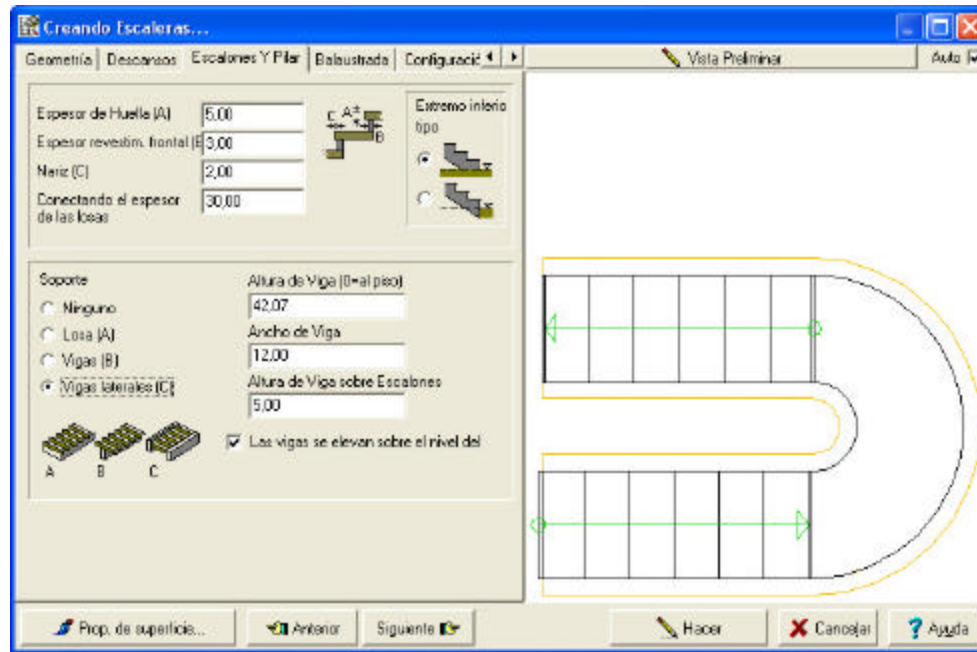 Creando Escaleras...
Geometría Descansos Escalones Y Pilar Balaustrada Configuració
Vista Preliminar Auto
Espesor de Huella (A) 5,00
Espesor revestim. frontal (B 3,00
Nariz (C) 2,00
Conectando el espesor
de las losas 30,00
C A± B
Extremo inferio
tipo
Soporte
Ninguno
Losa (A)
Vigas (B)
Vigas laterales (C)
A B C
Altura de Viga (0=al piso)
42,07
Ancho de Viga
12,00
Altura de Viga sobre Escalones
5,00
Las vigas se elevan sobre el nivel del
Prop. de superficie... Anterior Siguiente Hacer Cancelar Ayuda